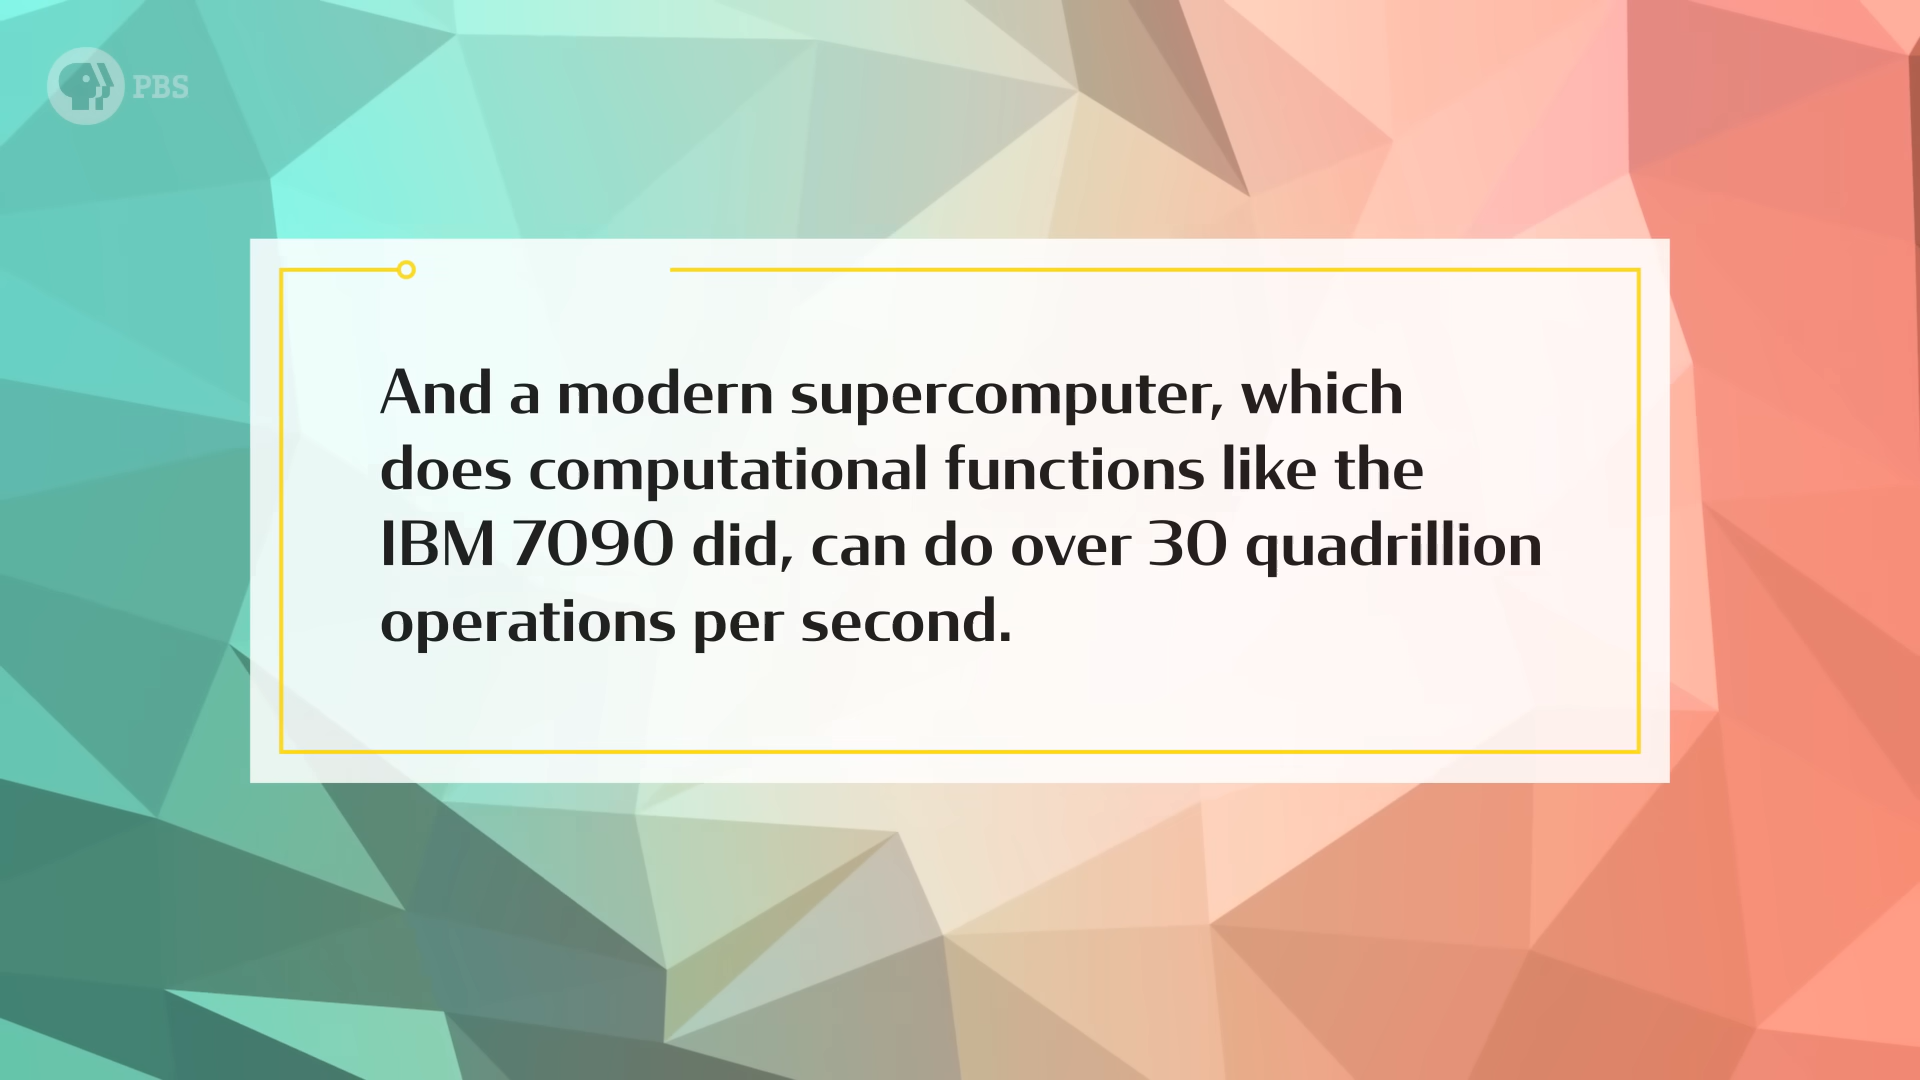 PBS
And a modern supercomputer, which
does computational functions like the
IBM 7090 did, can do over 30 quadrillion
operations per second.